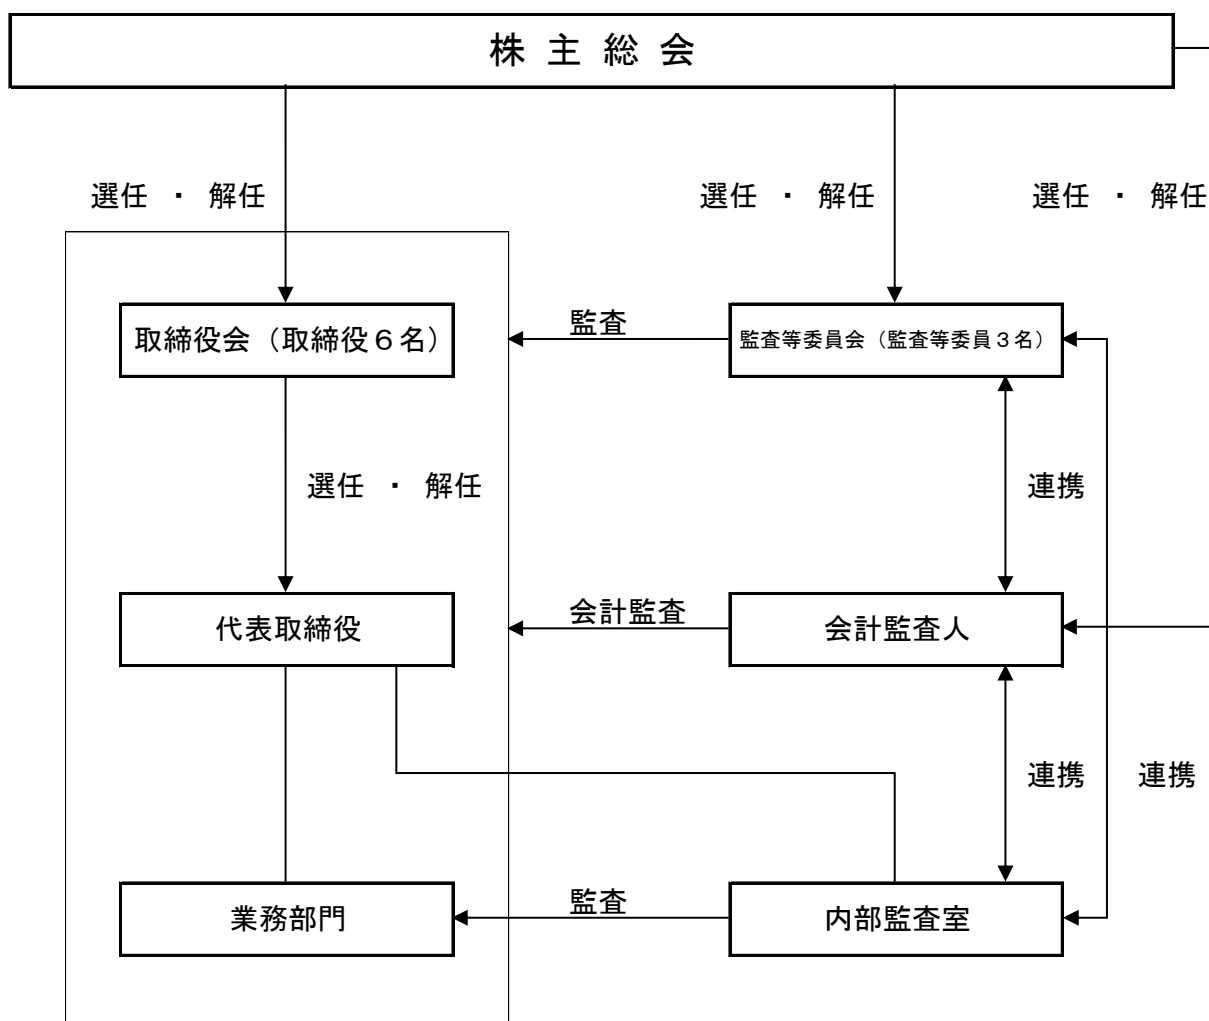 株 主 総 会
選任 ・ 解任
選任 ・ 解任
選任 ・ 解任
取締役会(取締役6名)
監査
監査等委員会(監査等委員3名)
選任 ・ 解任
連携
代表取締役
会計監査
会計監査人
連携
連携
業務部門
監査
内部監査室